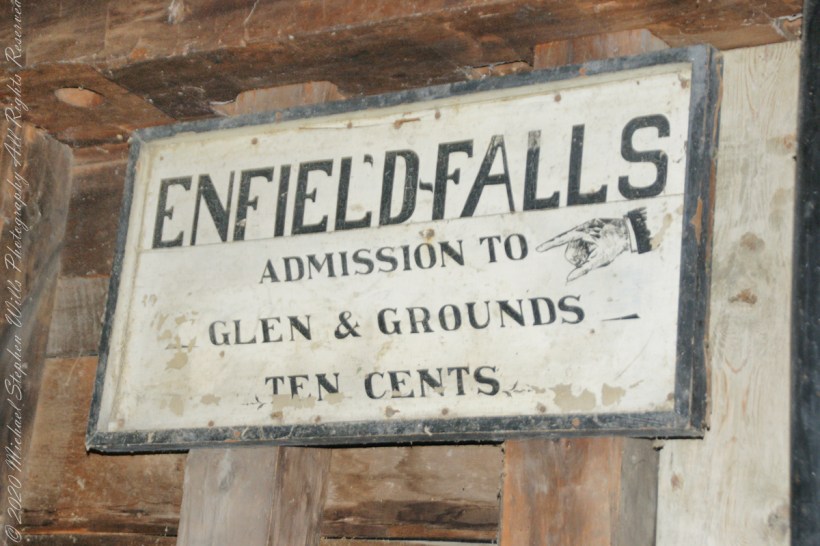 ENFIELD-FALLS
ADMISSION TO
GLEN & GROUNDS
TEN CENTS
© 2020 Michael Stephen Wills Photography All Rights Reserved